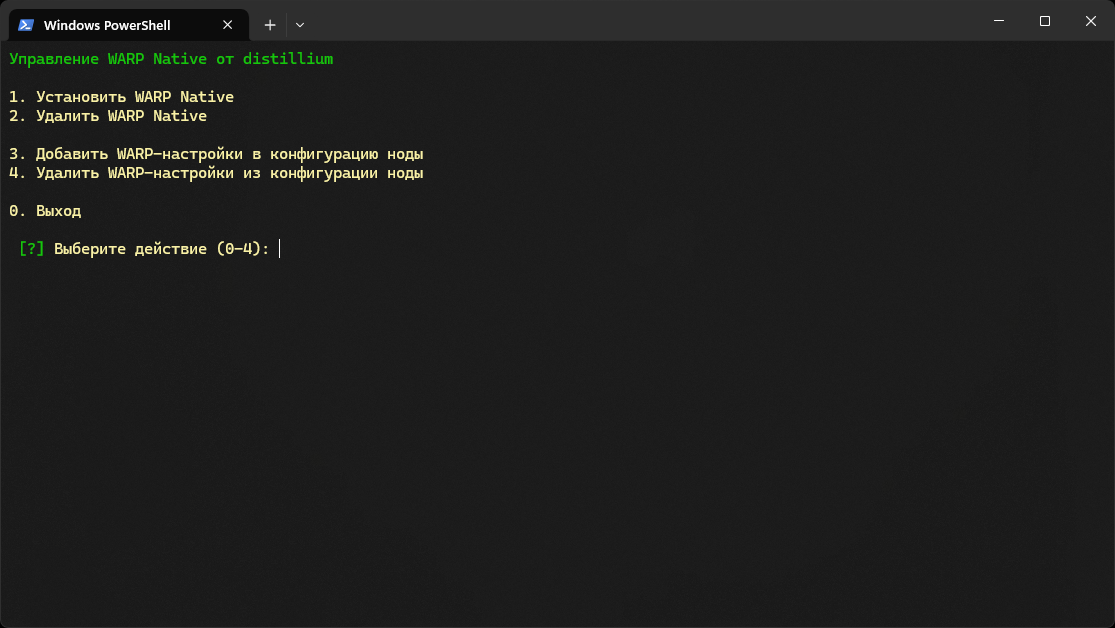 Windows PowerShell
Управление WARP Native от distillium
1. Установить WARP Native
2. Удалить WARP Native
3. Добавить WARP-настройки в конфигурацию ноды
4. Удалить WARP-настройки из конфигурации ноды
0. Выход
[?] Выберите действие (0-4):